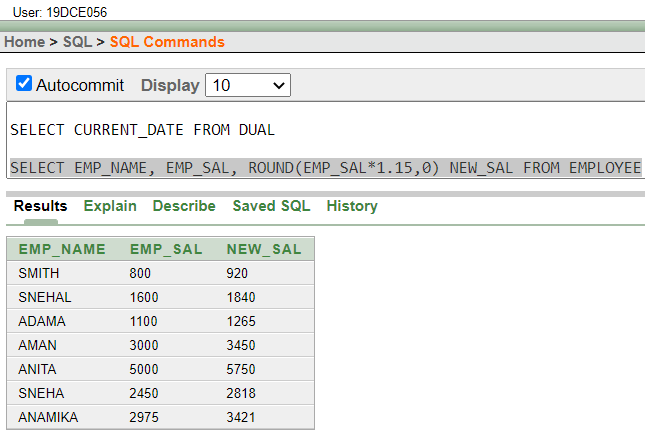 User: 19DCE056
Home > SQL > SQL Commands
Autocommit Display 10
SELECT CURRENT_DATE FROM DUAL
SELECT EMP_NAME, EMP_SAL, ROUND(EMP_SAL*1.15,0) NEW_SAL FROM EMPLOYEE
Results Explain Describe Saved SQL History
EMP_NAME EMP_SAL NEW_SAL
SMITH 800 920
SNEHAL 1600 1840
ADAMA 1100 1265
AMAN 3000 3450
ANITA 5000 5750
SNEHA 2450 2818
ANAMIKA 2975 3421